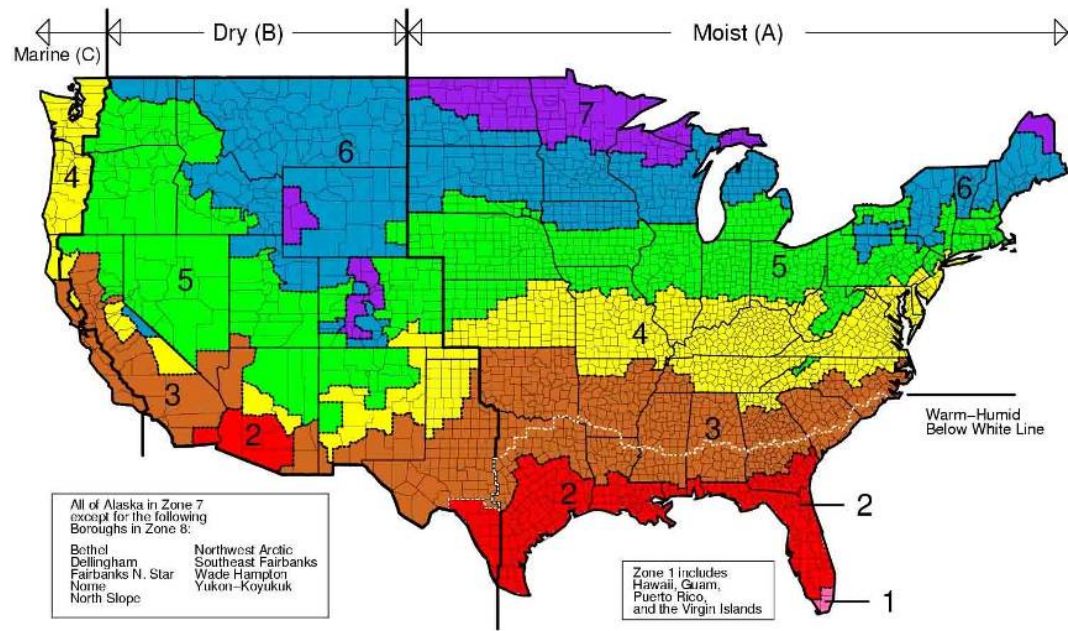 Marine (C)
Dry (B)
Moist (A)
7
6
6
4
5
5
4
3
3
2
2
2
1
Warm-Humid
Below White Line
All of Alaska in Zone 7
except for the following
Boroughs in Zone 8:
Bethel
Dellingham
Fairbanks N. Star
Nome
North Slope
Northwest Arctic
Southeast Fairbanks
Wade Hampton
Yukon-Koyukuk
Zone 1 includes
Hawaii, Guam,
Puerto Rico,
and the Virgin Islands